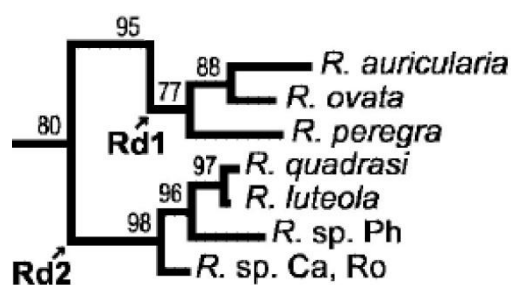 95
88 R. auricularia
77 R. ovata
80 Rd1 R. peregra
97 R. quadrasi
96 R. luteola
98 R. sp. Ph
Rd2 R. sp. Ca, Ro